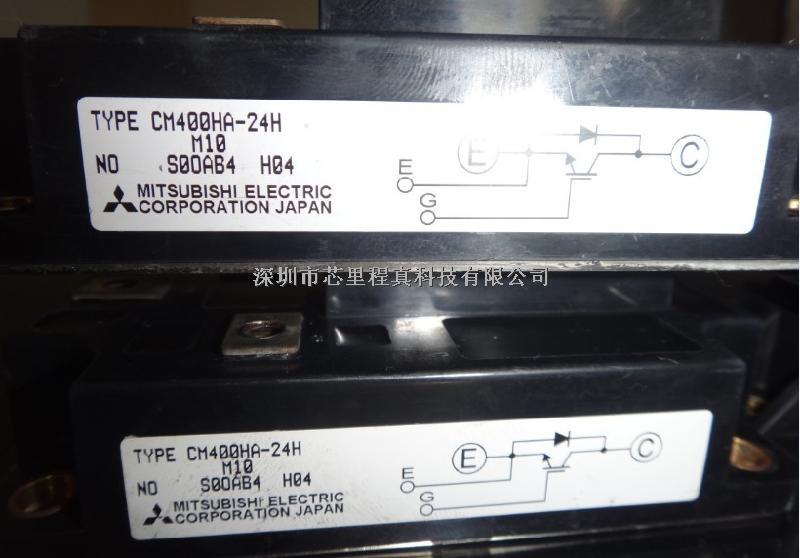 TYPE CM400HA-24H
M10
NO S00AB4 H04
MITSUBISHI ELECTRIC
CORPORATION JAPAN
E
C
E
G
深圳市芯里程真科技有限公司
TYPE CM400HA-24H
M10
NO S00AB4 H04
MITSUBISHI ELECTRIC
CORPORATION JAPAN
E
C
E
G